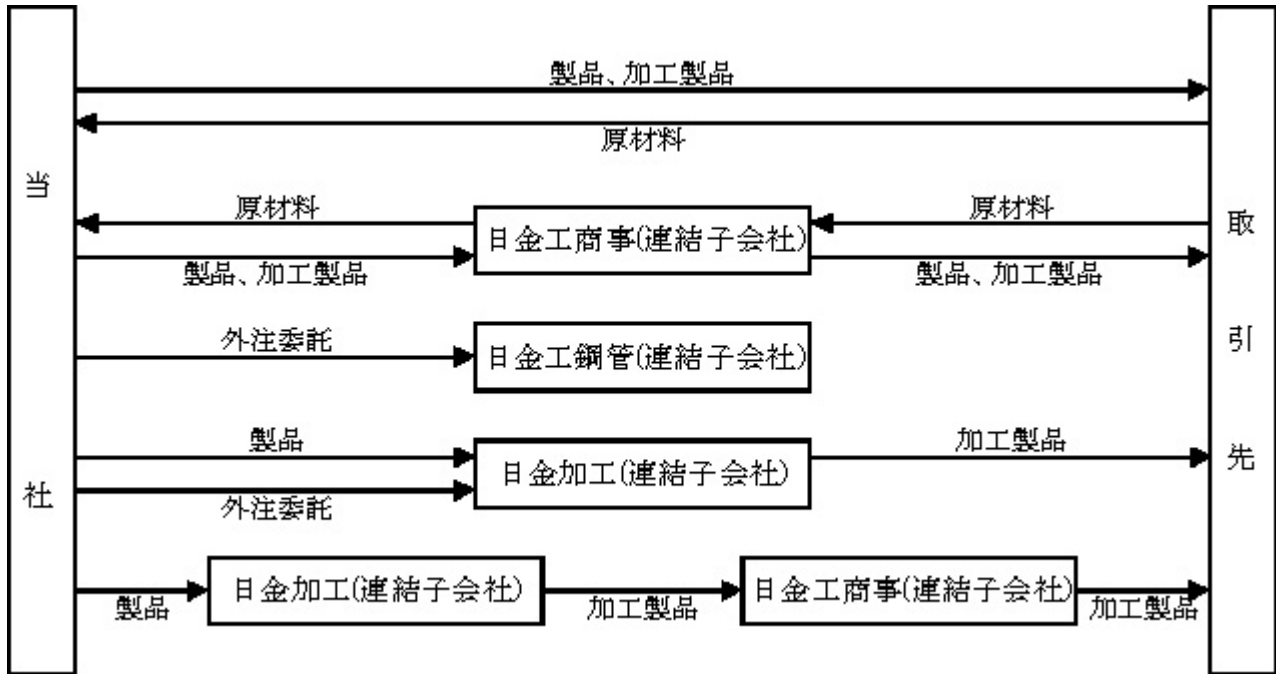 製品、加工製品
原材料
当社
取引先
原材料
原材料
日金工商事(連結子会社)
製品、加工製品
製品、加工製品
外注委託
日金工鋼管(連結子会社)
製品
加工製品
日金加工(連結子会社)
外注委託
日金加工(連結子会社)
日金工商事(連結子会社)
製品
加工製品
加工製品